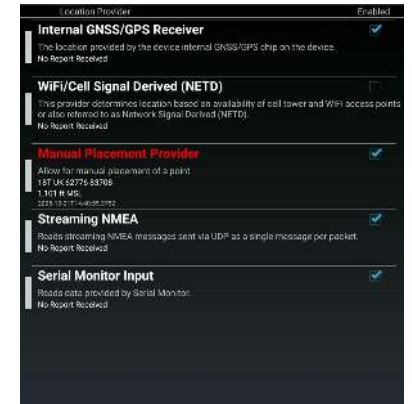 Location Provider Enabled
Internal GNSS/GPS Receiver
The location provided by the device internal GNSS/GPS chip on the device.
No Report Received
WiFi/Cell Signal Derived (NETD)
This provider determines location based on availability of cell tower and WiFi access points
or also referred to as Network Signal Derived (NETD).
No Report Received
Manual Placement Provider
Allow for manual placement of a point.
18T UK 62776 83708
1,101 ft MSL
Streaming NMEA
Reads streaming NMEA messages sent via UDP as a single message per packet.
No Report Received
Serial Monitor Input
Reads data provided by Serial Monitor.
No Report Received